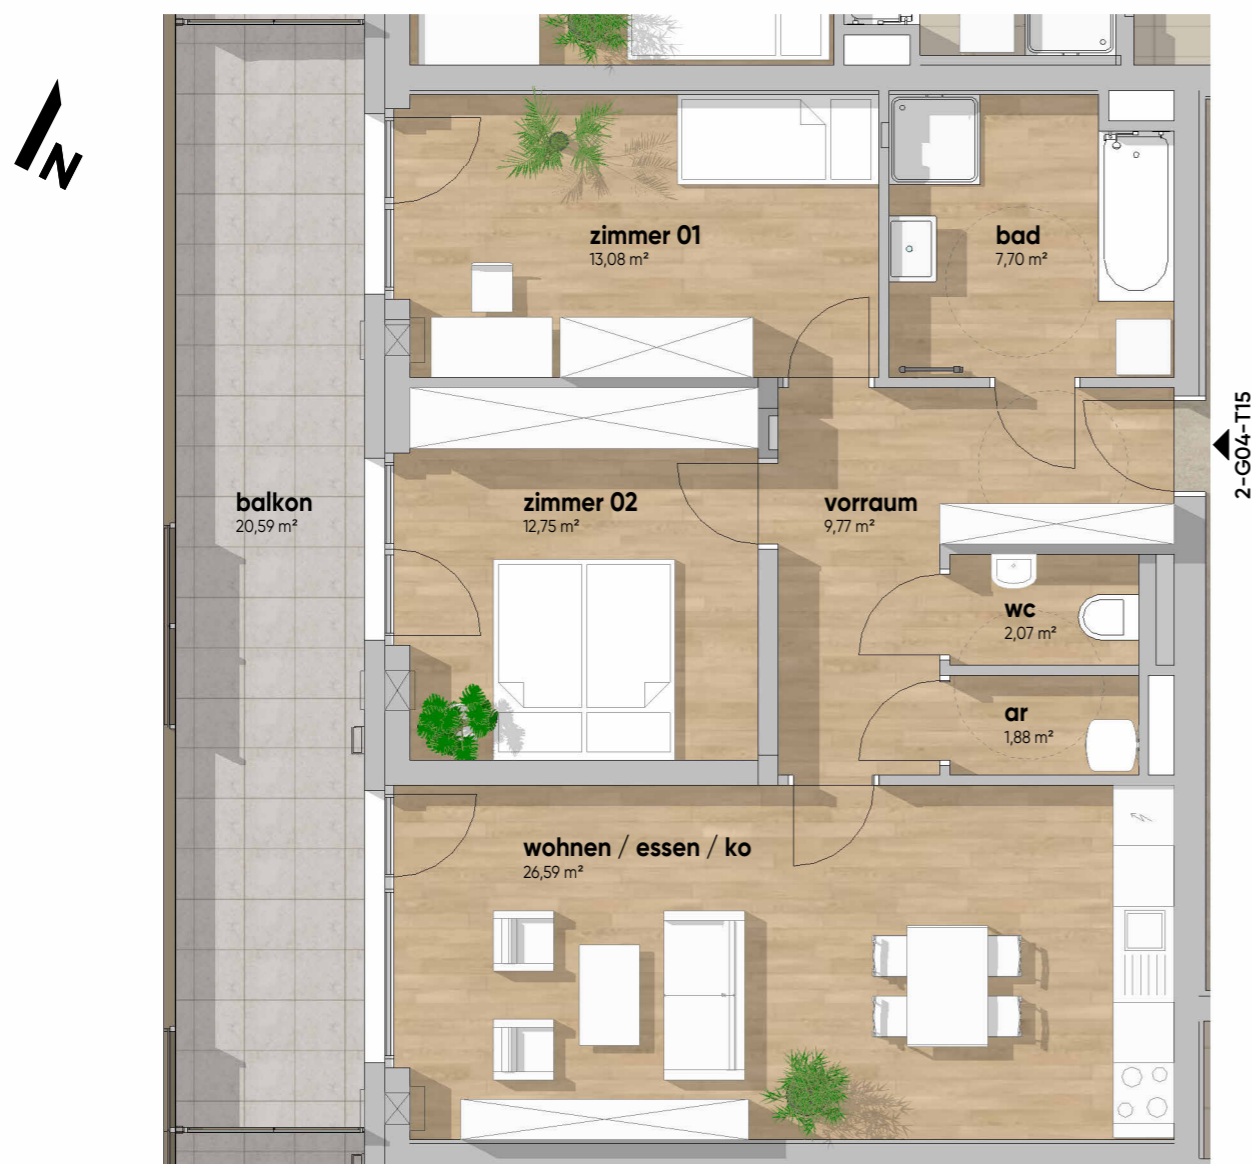 N
zimmer 01
13,08 m²
bad
7,70 m²
2-G04-T15
balkon
20,59 m²
zimmer 02
12,75 m²
vorraum
9,77 m²
wc
2,07 m²
ar
1,88 m²
wohnen / essen / ko
26,59 m²